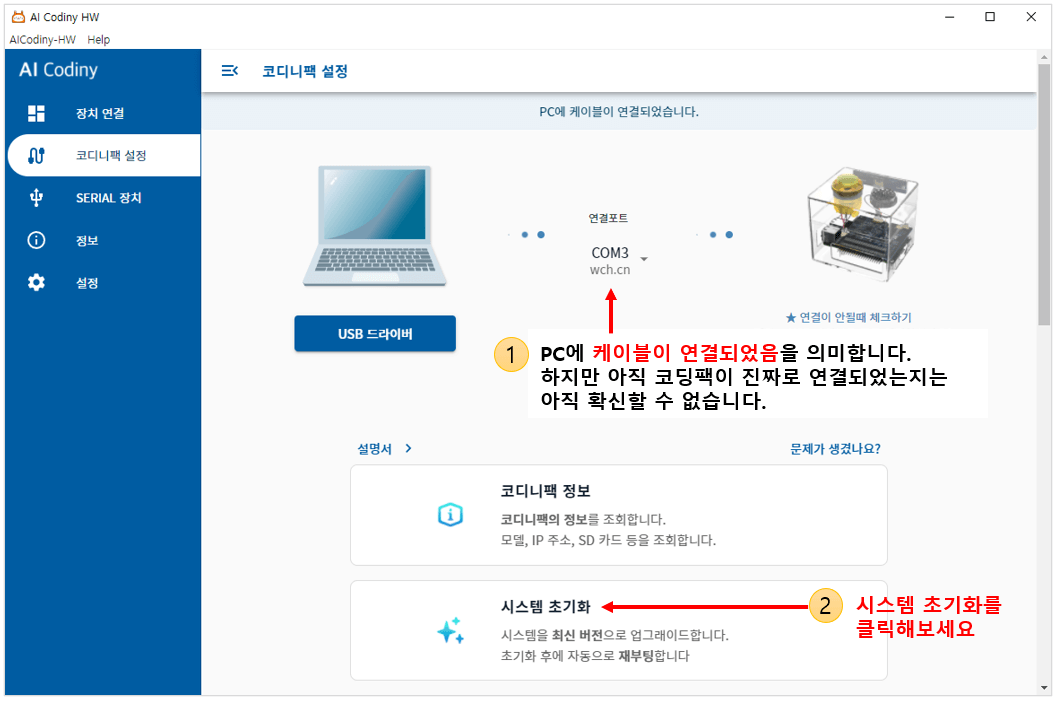 AI Codiny HW
AICodiny-HW Help
AI Codiny
코디니팩 설정
장치 연결
코디니팩 설정
SERIAL 장치
정보
설정
PC에 케이블이 연결되었습니다.
연결포트
COM3
wch.cn
USB 드라이버
★ 연결이 안될때 체크하기
1 PC에 케이블이 연결되었음을 의미합니다.
하지만 아직 코딩팩이 진짜로 연결되었는지는
아직 확신할 수 없습니다.
설명서 >
문제가 생겼나요?
코디니팩 정보
코디니팩의 정보를 조회합니다.
모델, IP 주소, SD 카드 등을 조회합니다.
시스템 초기화
시스템을 최신 버전으로 업그레이드합니다.
초기화 후에 자동으로 재부팅합니다
2 시스템 초기화를
클릭해보세요